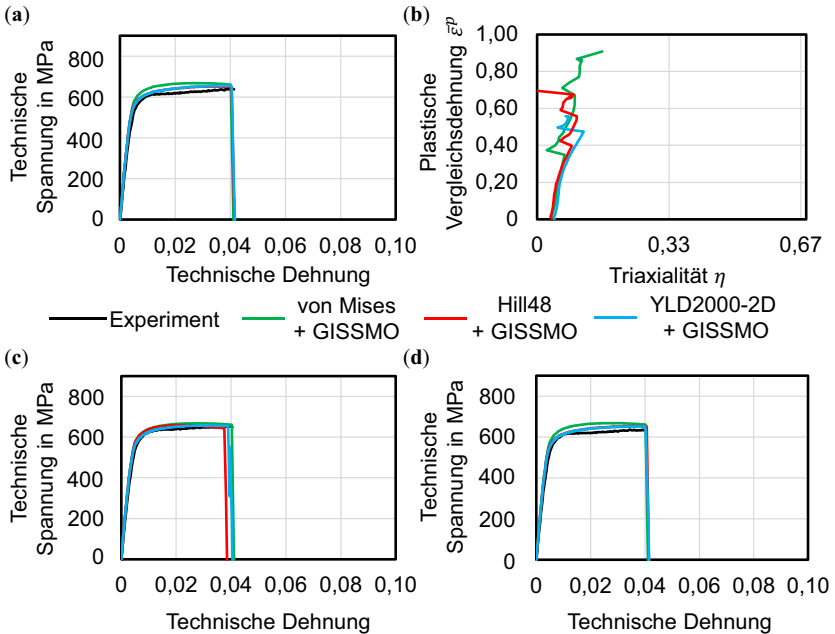 (a)
Technische
Spannung in MPa
800
600
400
200
0
0 0,02 0,04 0,06 0,08 0,10
Technische Dehnung
(b)
Plastische
Vergleichsdehnung ε̄ᵖ
1,00
0,80
0,60
0,40
0,20
0
0 0,33 0,67
Triaxialität η
Experiment
von Mises
+ GISSMO
Hill48
+ GISSMO
YLD2000-2D
+ GISSMO
(c)
Technische
Spannung in MPa
800
600
400
200
0
0 0,02 0,04 0,06 0,08 0,10
Technische Dehnung
(d)
Technische
Spannung in MPa
800
600
400
200
0
0 0,02 0,04 0,06 0,08 0,10
Technische Dehnung